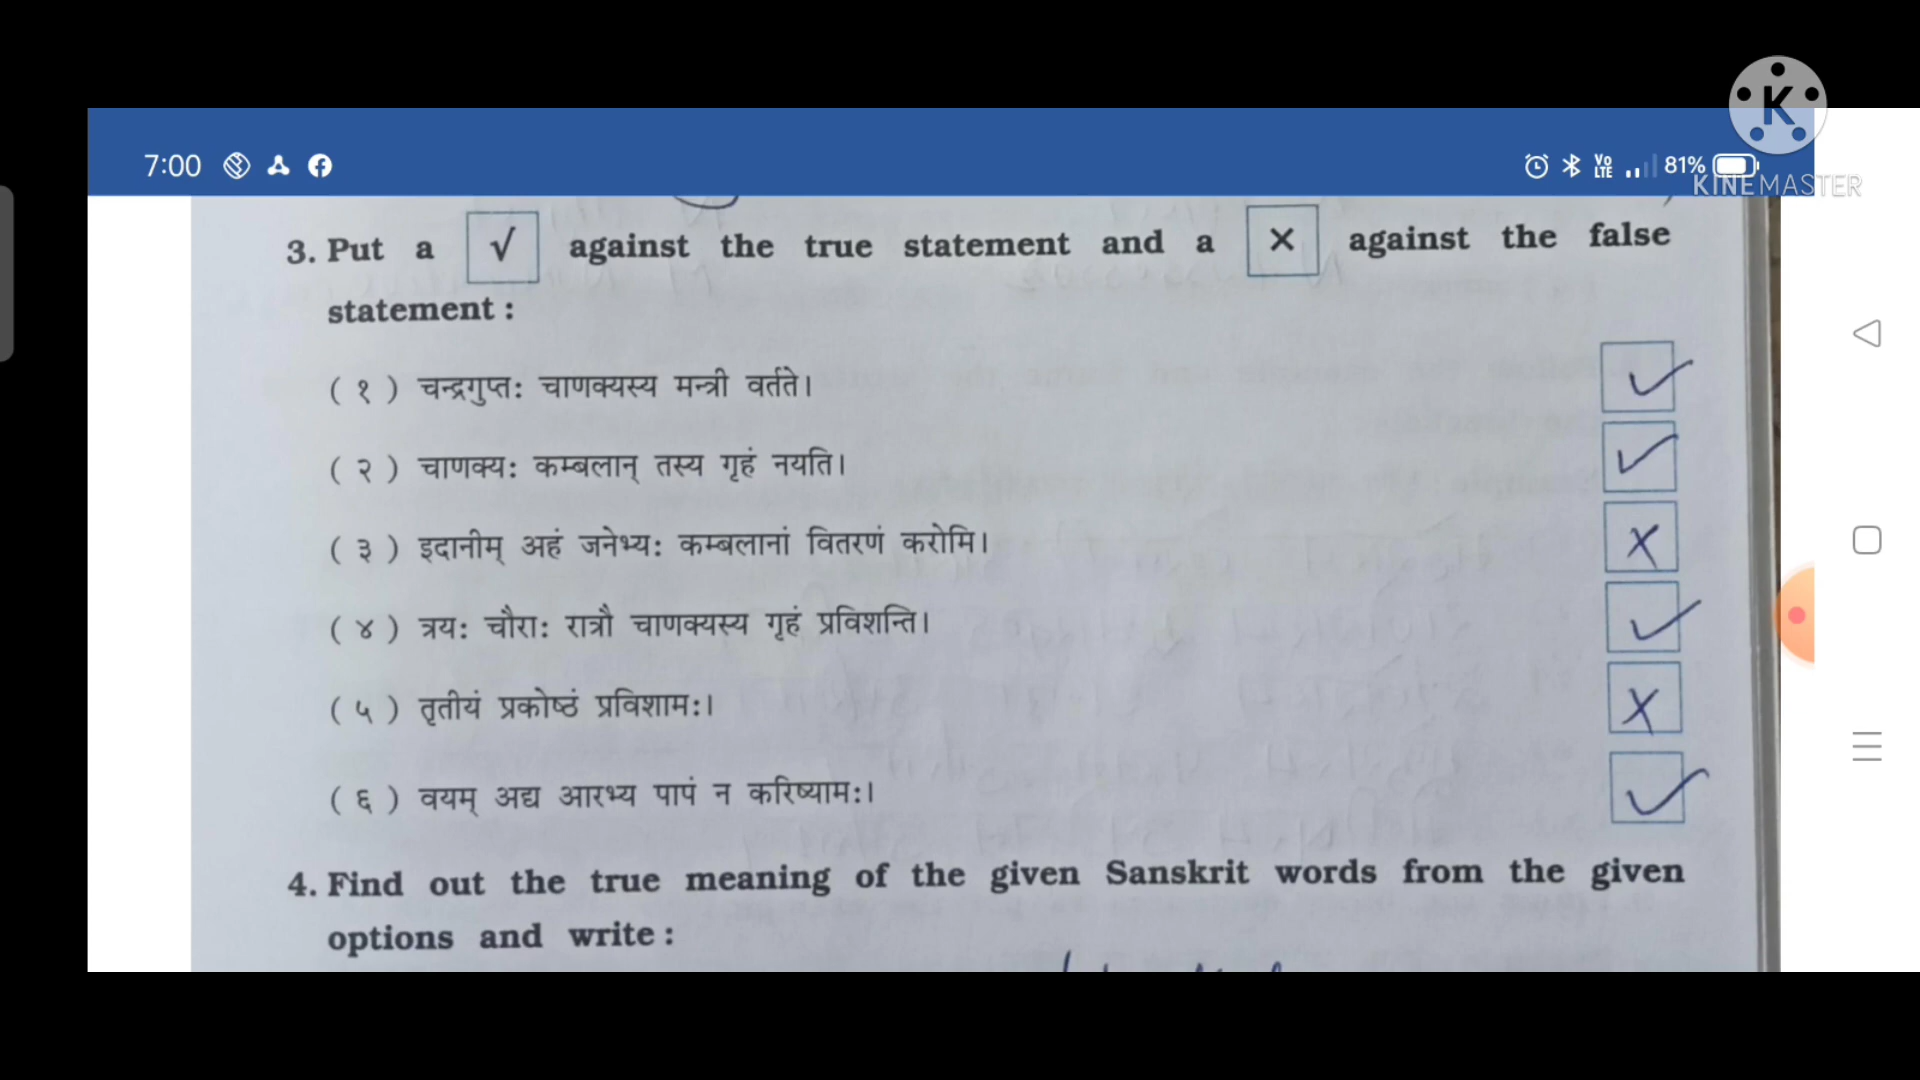 7:00
Vo LTE 81%
K
KINEMASTER
3. Put a √ against the true statement and a × against the false
statement :
( १ ) चन्द्रगुप्तः चाणक्यस्य मन्त्री वर्तते। ✓
( २ ) चाणक्यः कम्बलान् तस्य गृहं नयति। ✓
( ३ ) इदानीम् अहं जनेभ्यः कम्बलानां वितरणं करोमि। ×
( ४ ) त्रयः चौराः रात्रौ चाणक्यस्य गृहं प्रविशन्ति। ✓
( ५ ) तृतीयं प्रकोष्ठं प्रविशामः। ×
( ६ ) वयम् अद्य आरभ्य पापं न करिष्यामः। ✓
4. Find out the true meaning of the given Sanskrit words from the given
options and write :